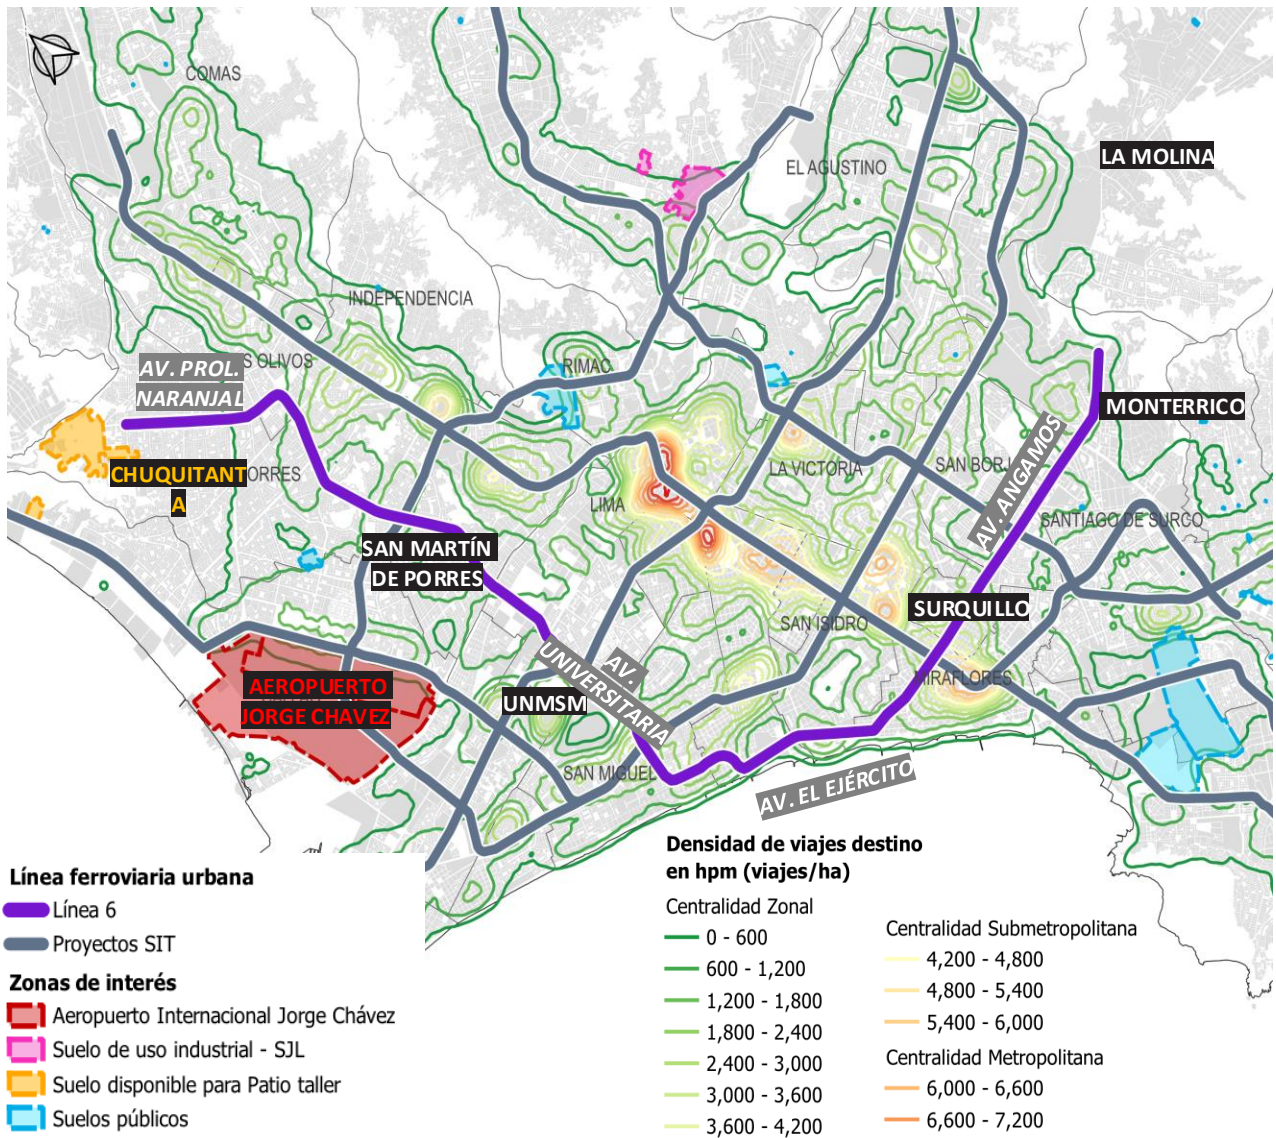 COMAS
EL AGUSTINO
LA MOLINA
INDEPENDENCIA
AV. PROL.
NARANJAL
S OLIVOS
RIMAC
MONTERRICO
CHUQUITANT
A
ORRES
LA VICTORIA
SAN BORJ
AV. ANGAMOS
LIMA
SANTIAGO DE SURCO
SAN MARTÍN
DE PORRES
SURQUILLO
SAN ISIDRO
AV.
UNIVERSITARIA
MIRAFLORES
AEROPUERTO
JORGE CHAVEZ
UNMSM
SAN MIGUEL
AV. EL EJÉRCITO
Línea ferroviaria urbana
Línea 6
Proyectos SIT
Zonas de interés
Aeropuerto Internacional Jorge Chávez
Suelo de uso industrial - SJL
Suelo disponible para Patio taller
Suelos públicos
Densidad de viajes destino
en hpm (viajes/ha)
Centralidad Zonal
0 - 600
600 - 1,200
1,200 - 1,800
1,800 - 2,400
2,400 - 3,000
3,000 - 3,600
3,600 - 4,200
Centralidad Submetropolitana
4,200 - 4,800
4,800 - 5,400
5,400 - 6,000
Centralidad Metropolitana
6,000 - 6,600
6,600 - 7,200